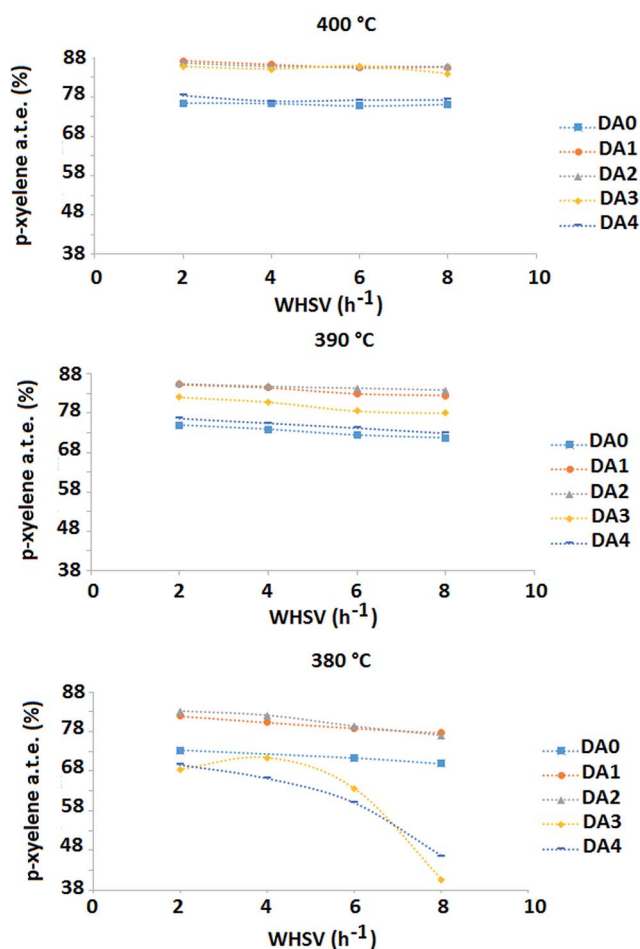 400 °C
p-xyelene a.t.e. (%)
88
78
68
58
48
38
0 2 4 6 8 10
WHSV (h-1)
DA0
DA1
DA2
DA3
DA4
390 °C
p-xyelene a.t.e. (%)
88
78
68
58
48
38
0 2 4 6 8 10
WHSV (h-1)
DA0
DA1
DA2
DA3
DA4
380 °C
p-xyelene a.t.e. (%)
88
78
68
58
48
38
0 2 4 6 8 10
WHSV (h-1)
DA0
DA1
DA2
DA3
DA4